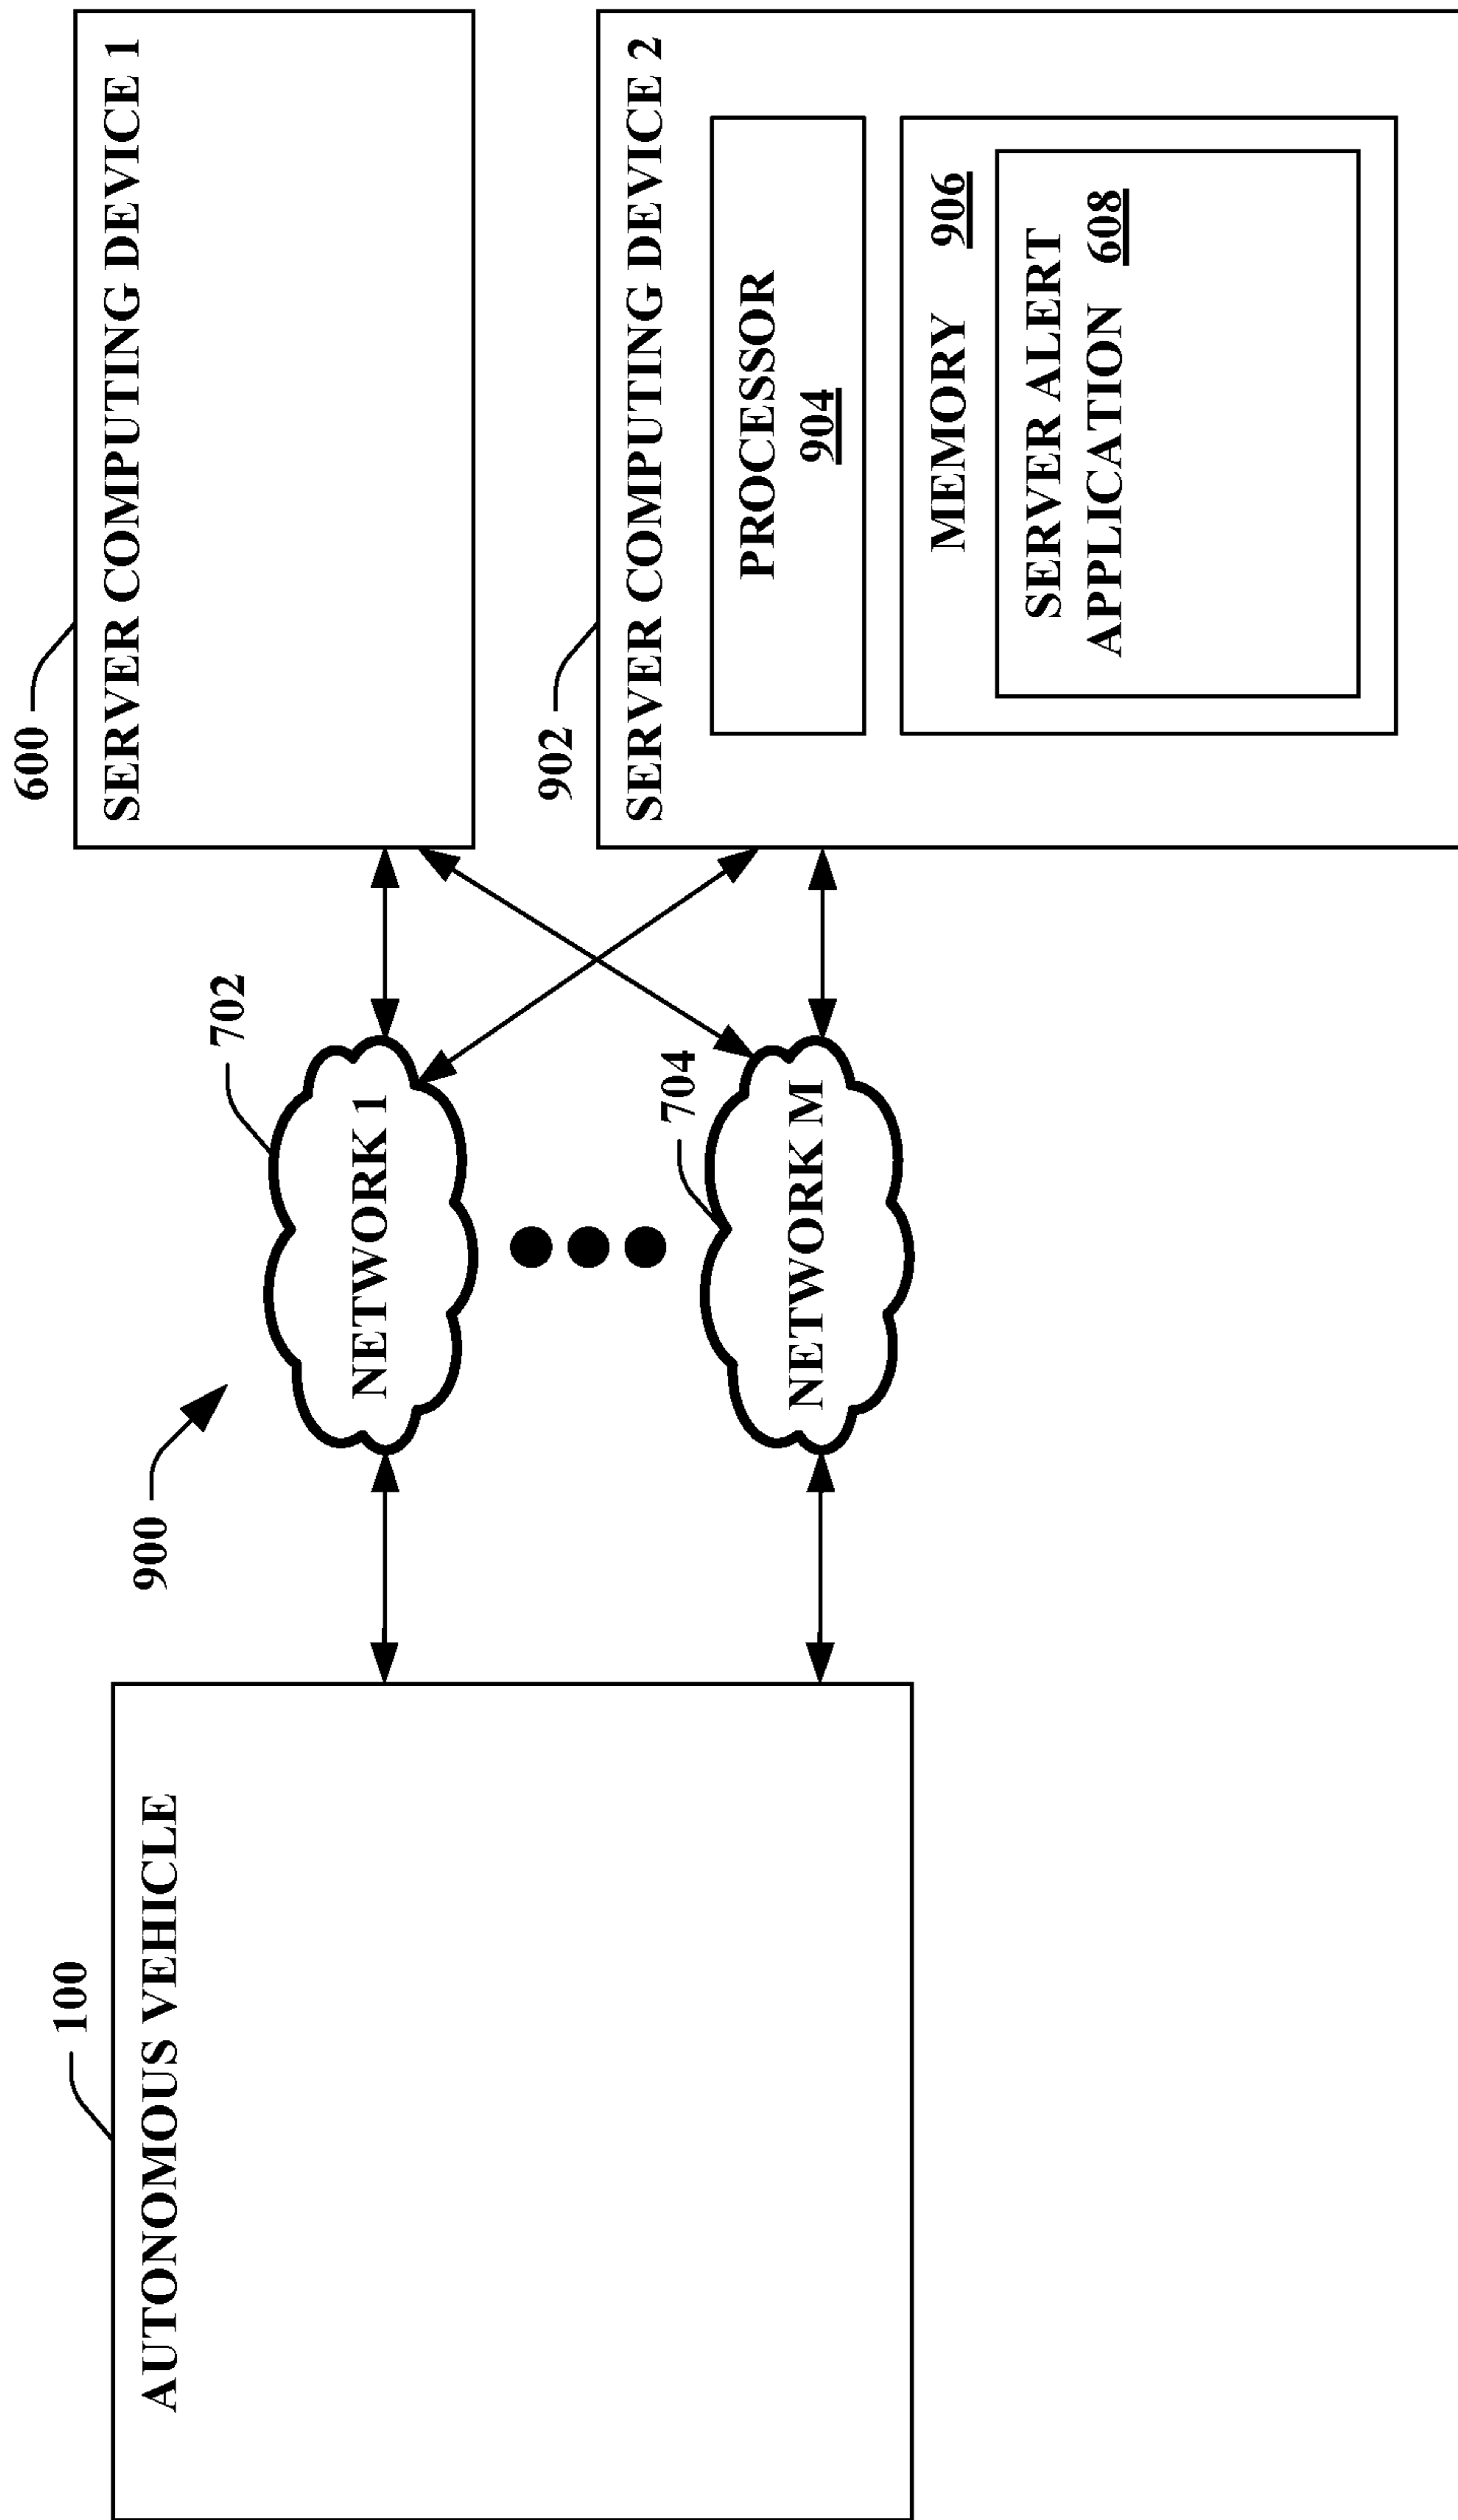 900
100
AUTONOMOUS VEHICLE
702
NETWORK 1
704
NETWORK M
600
SERVER COMPUTING DEVICE 1
902
SERVER COMPUTING DEVICE 2
PROCESSOR
904
MEMORY 906
SERVER ALERT
APPLICATION 608